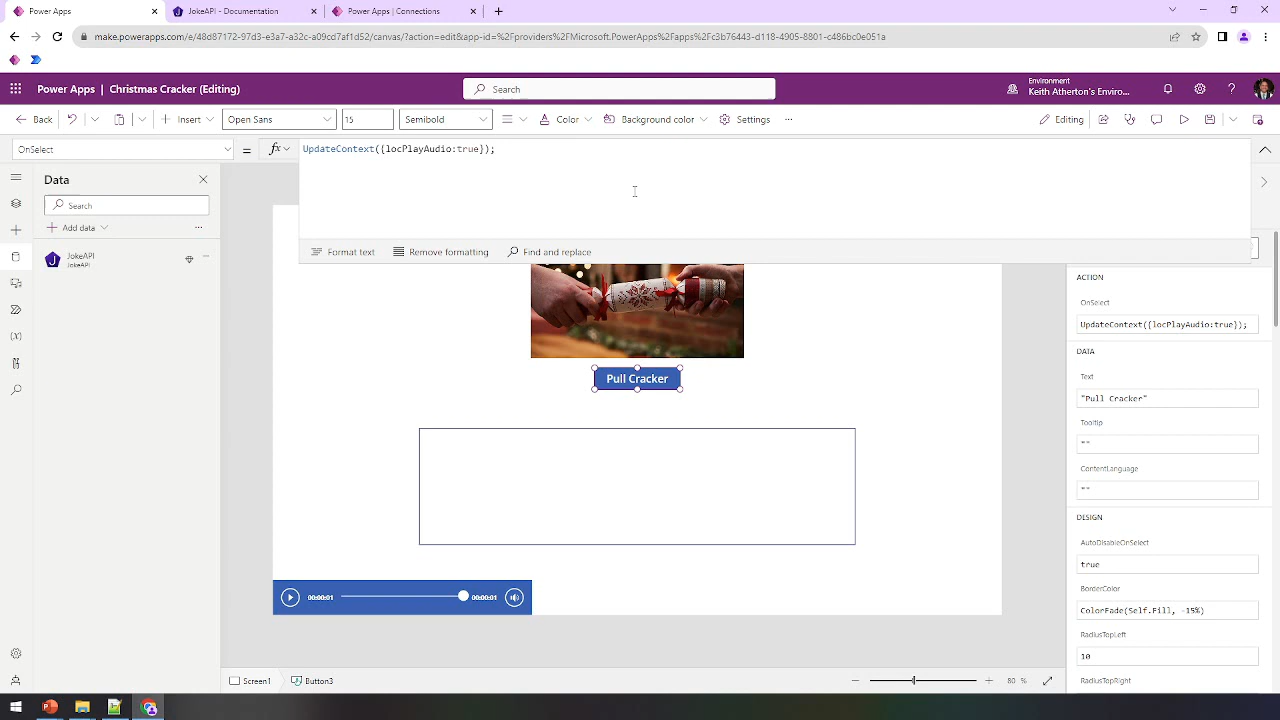 Power Apps
JokeAPI - Documentation
Power Apps | Connections
make.powerapps.com/e/48d87172-97d3-e3a7-a32c-a09cd7af1d52/canvas/?action=edit&app-id=%2Fproviders%2FMicrosoft.PowerApps%2Fapps%2Fc3b76443-d118-4905-8801-c486bc0e051a
Environment
Power Apps | Christmas Cracker (Editing)
Search
Keith Atherton's Enviro...
Back
Insert
Open Sans
15
Semibold
Color
Background color
Settings
Editing
OnSelect
= fx
UpdateContext({locPlayAudio:true});
Data
Search
Add data
Format text
Remove formatting
Find and replace
JokeAPI
JokeAPI
ACTION
OnSelect
UpdateContext({locPlayAudio:true});
DATA
Text
"Pull Cracker"
Tooltip
""
ContentLanguage
""
DESIGN
AutoDisableOnSelect
true
BorderColor
ColorFade(Self.Fill, -15%)
RadiusTopLeft
10
RadiusTopRight
Pull Cracker
00:00:01
00:00:01
Screen1
Button3
80 %